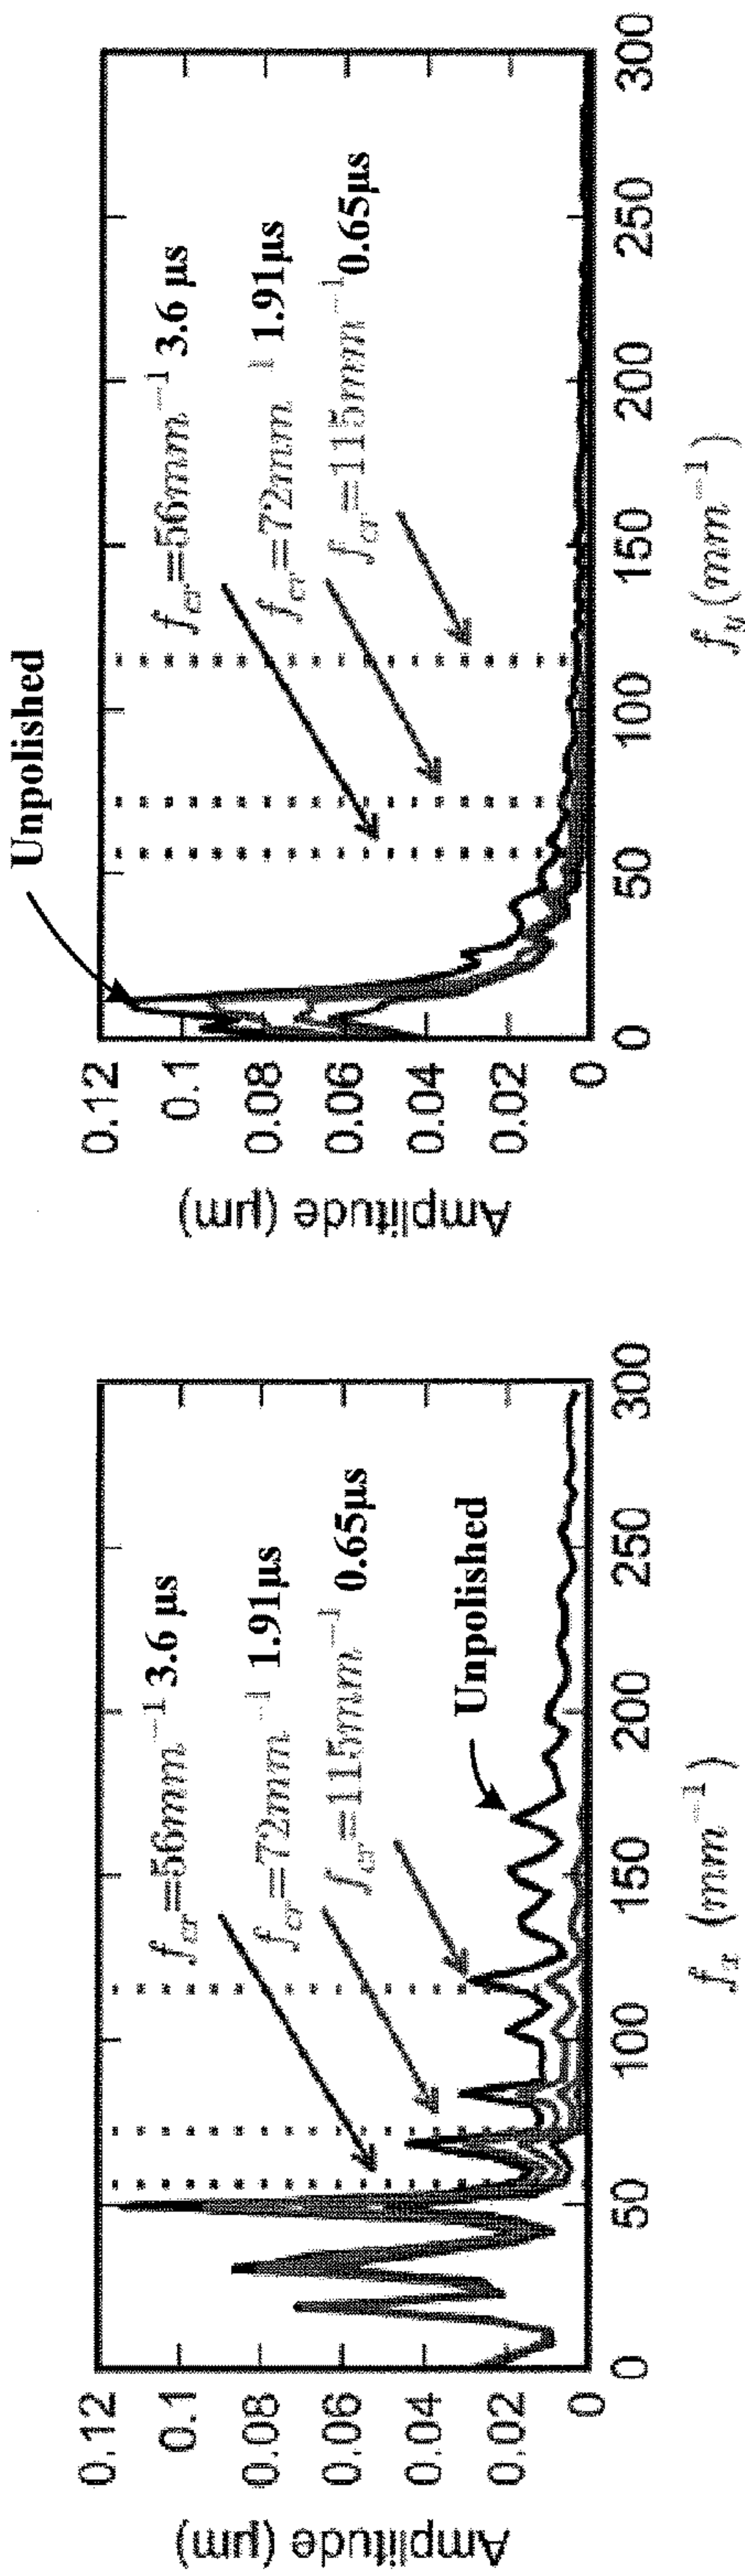 0.12
0.1
0.08
0.06
0.04
0.02
0
Amplitude (μm)
0
50
100
150
200
250
300
f_x (mm⁻¹)
f_cr=56mm⁻¹ 3.6 μs
f_cr=72mm⁻¹ 1.91μs
f_cr=115mm⁻¹ 0.65μs
Unpolished
Unpolished
0.12
0.1
0.08
0.06
0.04
0.02
0
Amplitude (μm)
0
50
100
150
200
250
300
f_y (mm⁻¹)
f_cr=56mm⁻¹ 3.6 μs
f_cr=72mm⁻¹ 1.91μs
f_cr=115mm⁻¹ 0.65μs